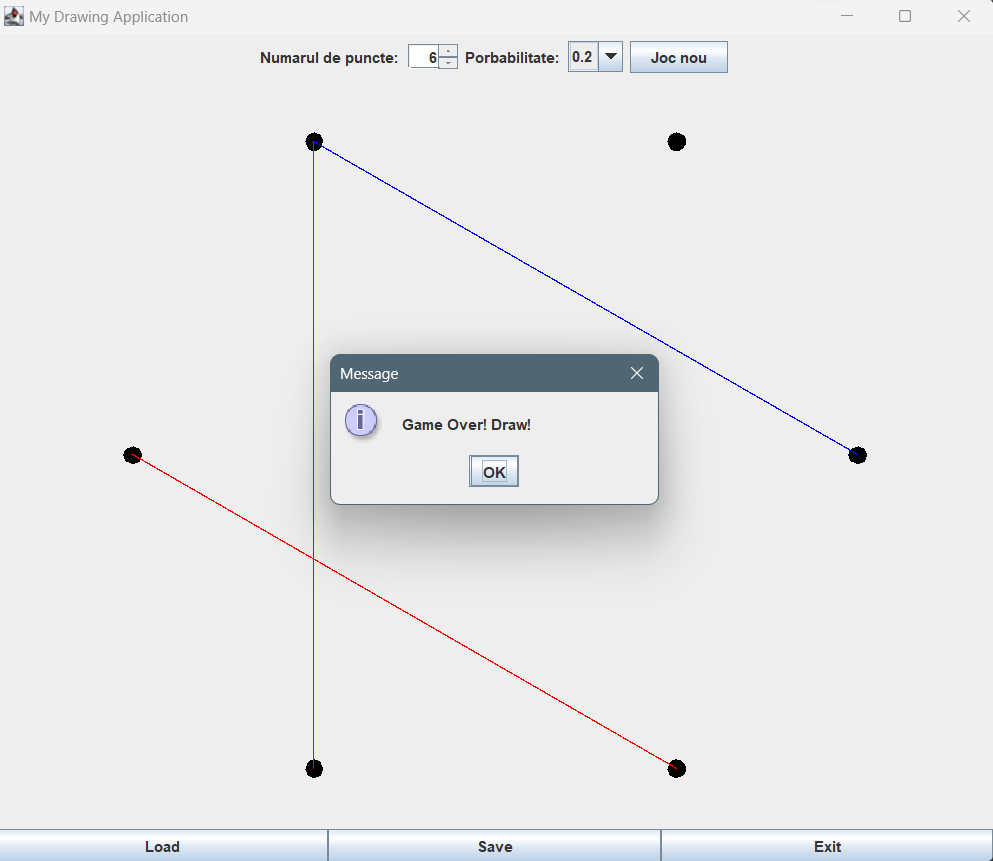 My Drawing Application
Numarul de puncte: 6 Porbabilitate: 0.2 Joc nou
Message
i Game Over! Draw!
OK
Load Save Exit